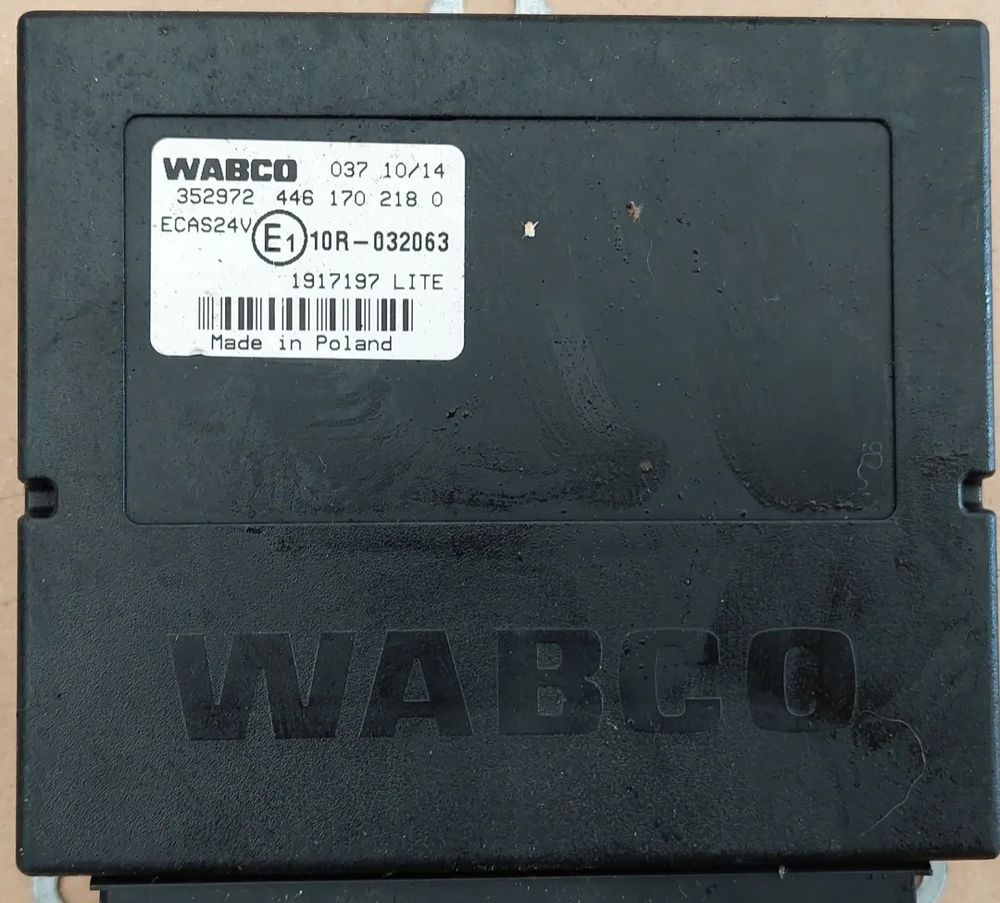 WABCO 037 10/14
352972 446 170 218 0
ECAS24V E1 10R-032063
1917197 LITE
Made in Poland
WABCO